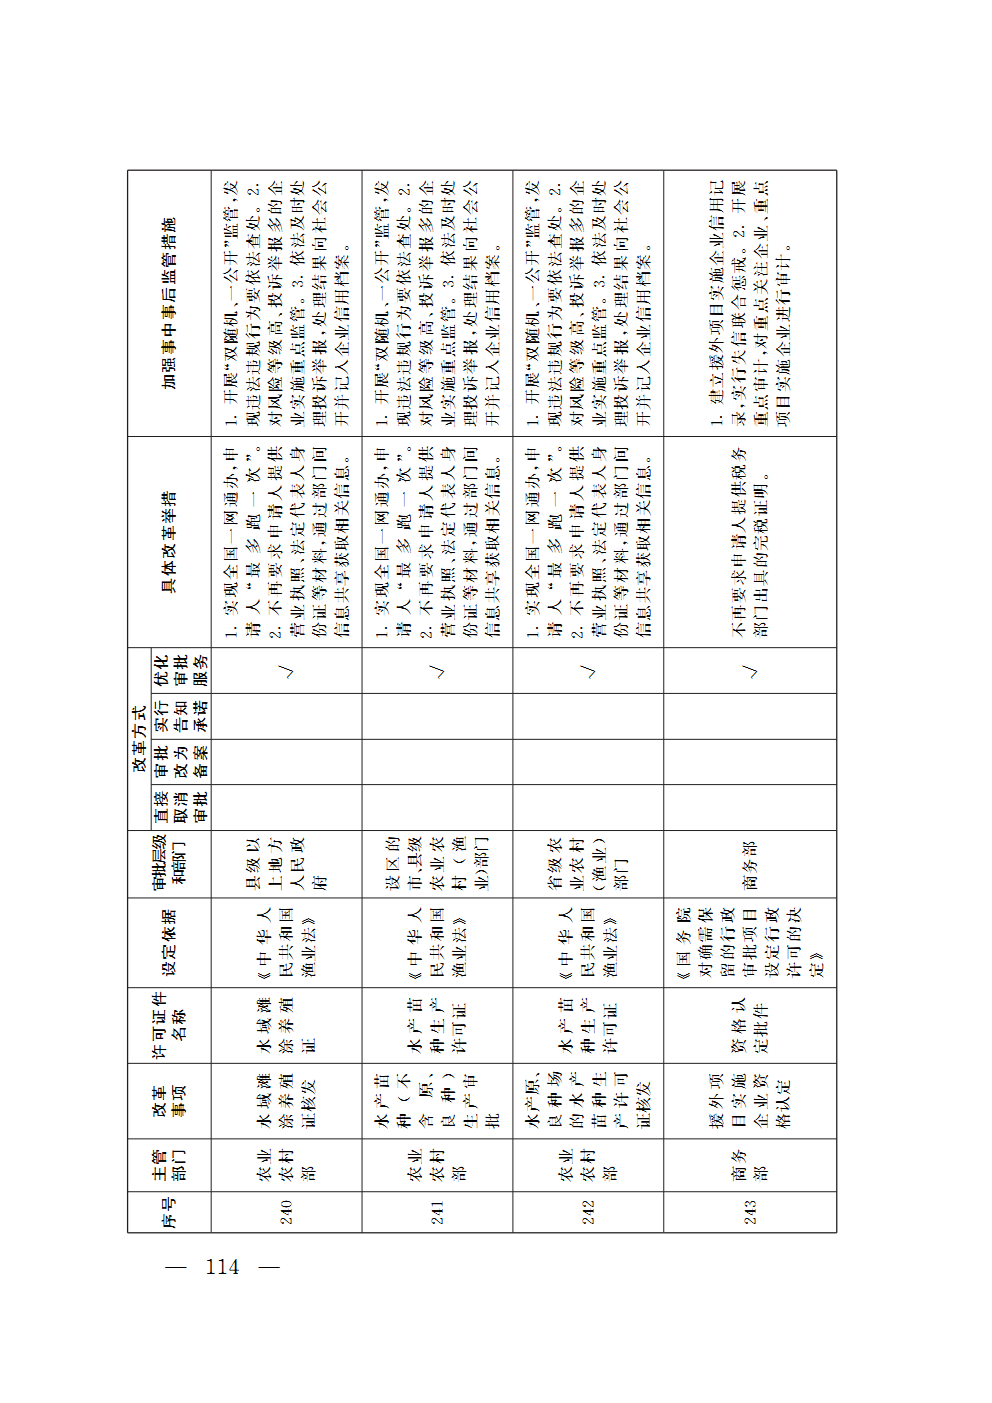 序号
主管
部门
改革
事项
许可证件
名称
设定依据
审批层级
和部门
改革方式
直接
取消
审批
审批
改为
备案
实行
告知
承诺
优化
审批
服务
具体改革举措
加强事中事后监管措施
240
农业
农村
部
水域滩
涂养殖
证核发
水域滩
涂养殖
证
《中华人
民共和国
渔业法》
县级以
上地方
人民政
府
√
1. 实现全国一网通办,申
请人“最多跑一次”。
2. 不再要求申请人提供
营业执照、法定代表人身
份证等材料,通过部门间
信息共享获取相关信息。
1. 开展“双随机、一公开”监管,发
现违法违规行为要依法查处。2.
对风险等级高、投诉举报多的企
业实施重点监管。3. 依法及时处
理投诉举报,处理结果向社会公
开并记入企业信用档案。
241
农业
农村
部
水产苗
种(不
含原、
良种)
生产审
批
水产苗
种生产
许可证
《中华人
民共和国
渔业法》
设区的
市、县级
农业农
村(渔
业)部门
√
1. 实现全国一网通办,申
请人“最多跑一次”。
2. 不再要求申请人提供
营业执照、法定代表人身
份证等材料,通过部门间
信息共享获取相关信息。
1. 开展“双随机、一公开”监管,发
现违法违规行为要依法查处。2.
对风险等级高、投诉举报多的企
业实施重点监管。3. 依法及时处
理投诉举报,处理结果向社会公
开并记入企业信用档案。
242
农业
农村
部
水产原、
良种场
的水产
苗种生
产许可
证核发
水产苗
种生产
许可证
《中华人
民共和国
渔业法》
省级农
业农村
(渔业)
部门
√
1. 实现全国一网通办,申
请人“最多跑一次”。
2. 不再要求申请人提供
营业执照、法定代表人身
份证等材料,通过部门间
信息共享获取相关信息。
1. 开展“双随机、一公开”监管,发
现违法违规行为要依法查处。2.
对风险等级高、投诉举报多的企
业实施重点监管。3. 依法及时处
理投诉举报,处理结果向社会公
开并记入企业信用档案。
243
商务
部
援外项
目实施
企业资
格认定
资格认
定批件
《国务院
对确需保
留的行政
审批项目
设定行政
许可的决
定》
商务部
√
不再要求申请人提供税务
部门出具的完税证明。
1. 建立援外项目实施企业信用记
录,实行失信联合惩戒。2. 开展
重点审计,对重点关注企业、重点
项目实施企业进行审计。
— 114 —